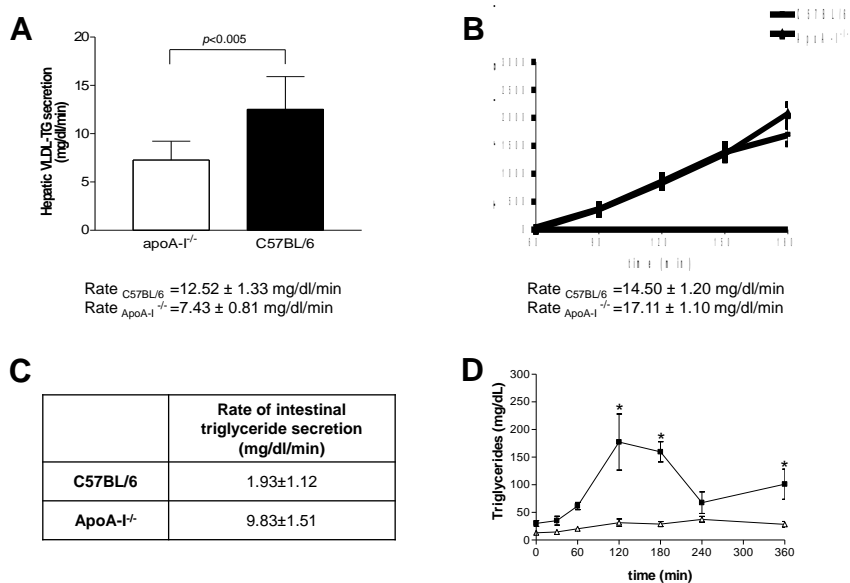 A
Hepatic VLDL-TG secretion
(mg/dl/min)
20
15
10
5
0
p<0.005
apoA-I-/-
C57BL/6
Rate C57BL/6 =12.52 ± 1.33 mg/dl/min
Rate ApoA-I -/- =7.43 ± 0.81 mg/dl/min
B
time (min)
Rate C57BL/6 =14.50 ± 1.20 mg/dl/min
Rate ApoA-I -/- =17.11 ± 1.10 mg/dl/min
C
Rate of intestinal
triglyceride secretion
(mg/dl/min)
C57BL/6
1.93±1.12
ApoA-I-/-
9.83±1.51
D
Triglycerides (mg/dL)
300
250
200
150
100
50
0
*
*
*
0 60 120 180 240 300 360
time (min)